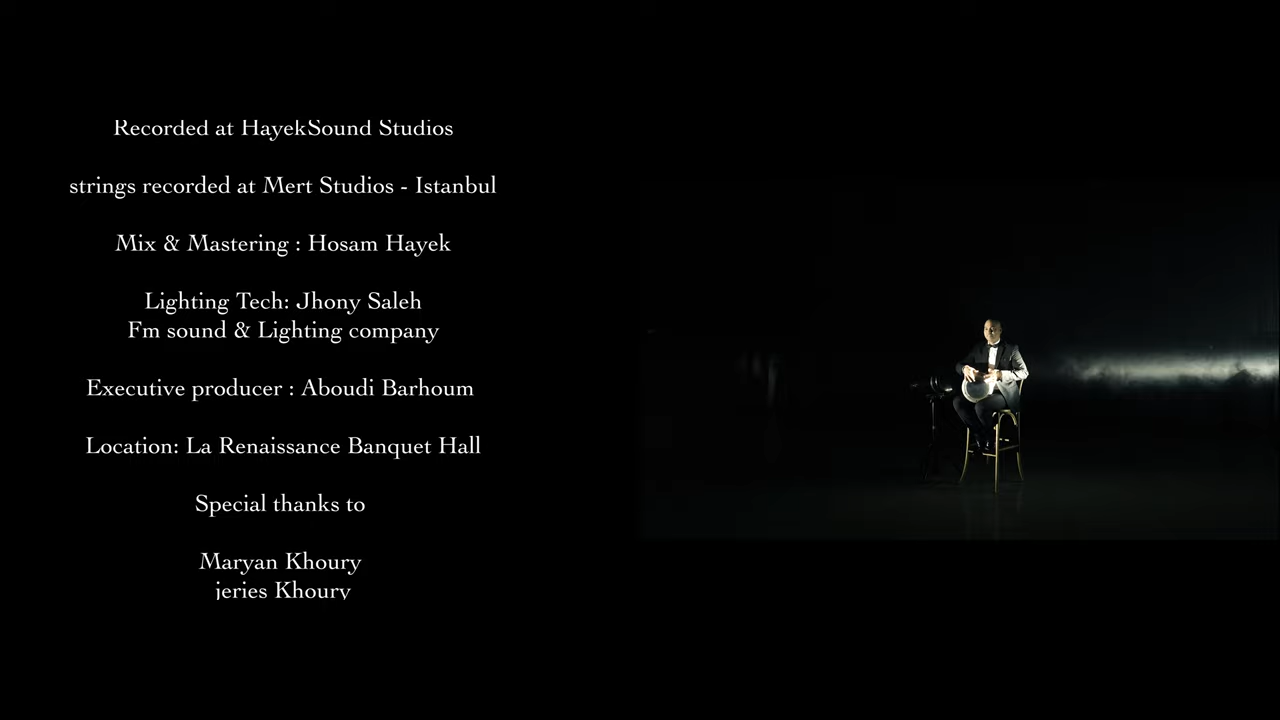 Recorded at HayekSound Studios
strings recorded at Mert Studios - Istanbul
Mix & Mastering : Hosam Hayek
Lighting Tech: Jhony Saleh
Fm sound & Lighting company
Executive producer : Aboudi Barhoum
Location: La Renaissance Banquet Hall
Special thanks to
Maryan Khoury
jeries Khoury